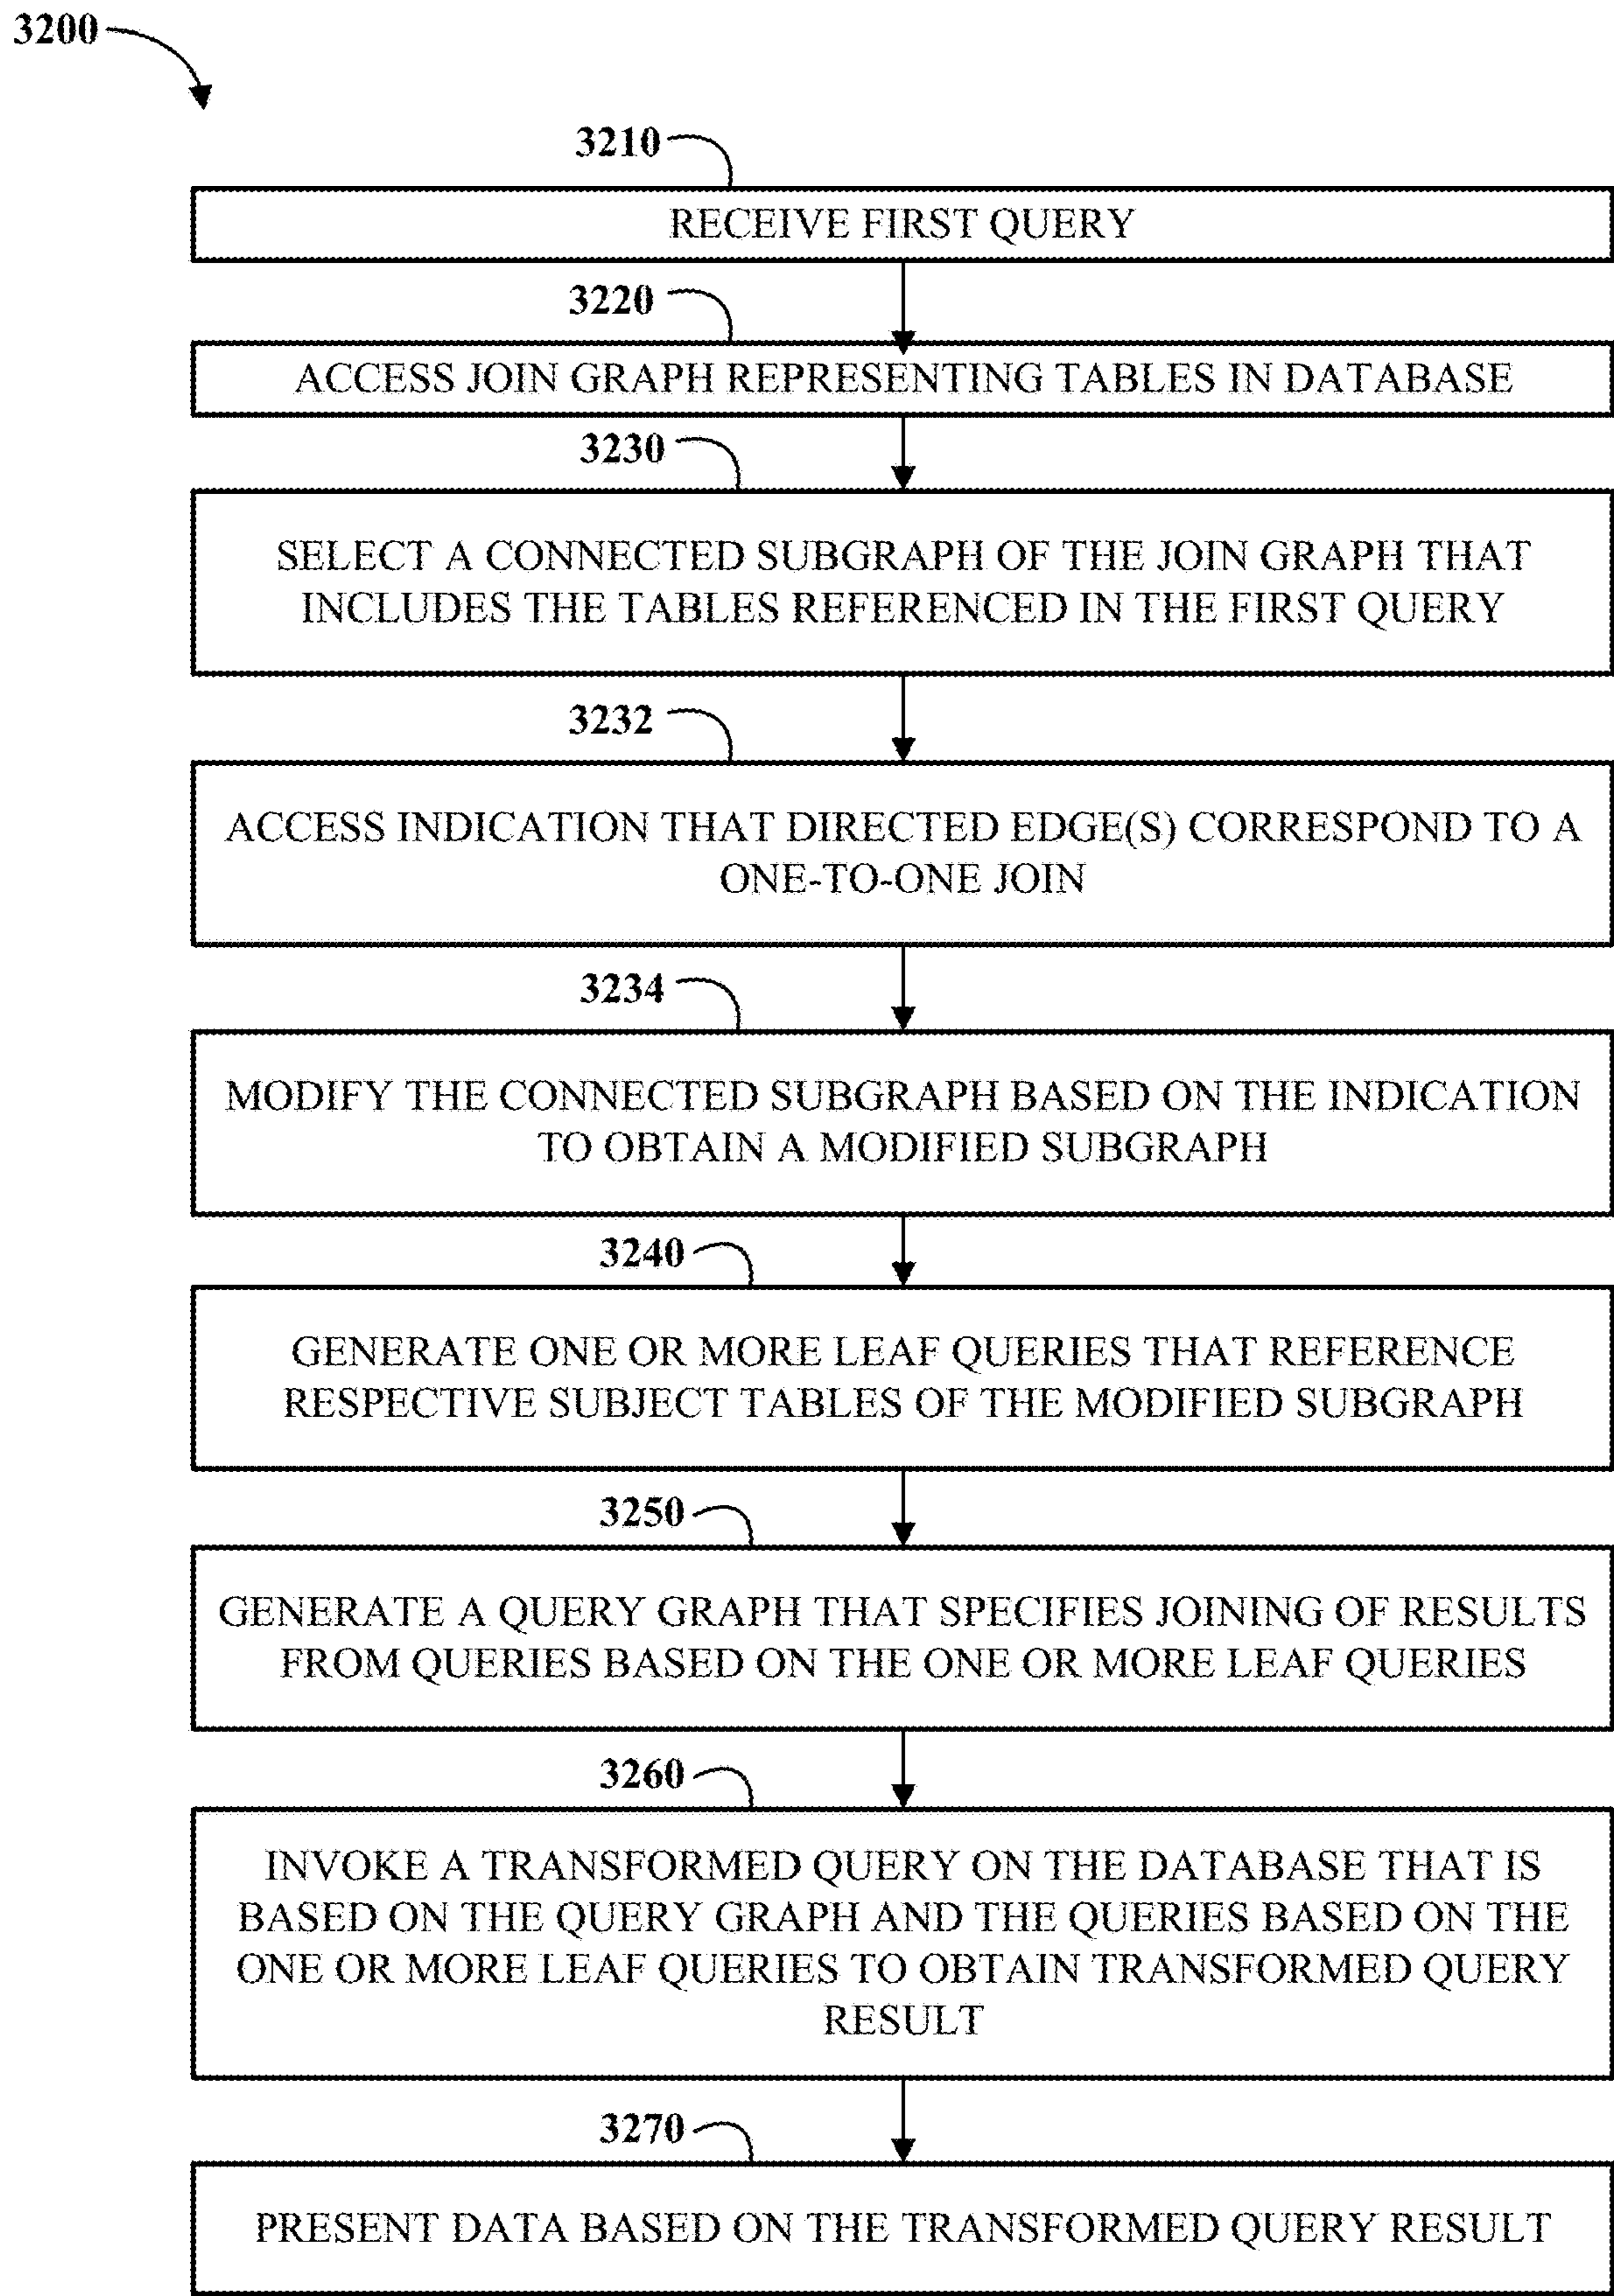 3200
3210
RECEIVE FIRST QUERY
3220
ACCESS JOIN GRAPH REPRESENTING TABLES IN DATABASE
3230
SELECT A CONNECTED SUBGRAPH OF THE JOIN GRAPH THAT
INCLUDES THE TABLES REFERENCED IN THE FIRST QUERY
3232
ACCESS INDICATION THAT DIRECTED EDGE(S) CORRESPOND TO A
ONE-TO-ONE JOIN
3234
MODIFY THE CONNECTED SUBGRAPH BASED ON THE INDICATION
TO OBTAIN A MODIFIED SUBGRAPH
3240
GENERATE ONE OR MORE LEAF QUERIES THAT REFERENCE
RESPECTIVE SUBJECT TABLES OF THE MODIFIED SUBGRAPH
3250
GENERATE A QUERY GRAPH THAT SPECIFIES JOINING OF RESULTS
FROM QUERIES BASED ON THE ONE OR MORE LEAF QUERIES
3260
INVOKE A TRANSFORMED QUERY ON THE DATABASE THAT IS
BASED ON THE QUERY GRAPH AND THE QUERIES BASED ON THE
ONE OR MORE LEAF QUERIES TO OBTAIN TRANSFORMED QUERY
RESULT
3270
PRESENT DATA BASED ON THE TRANSFORMED QUERY RESULT